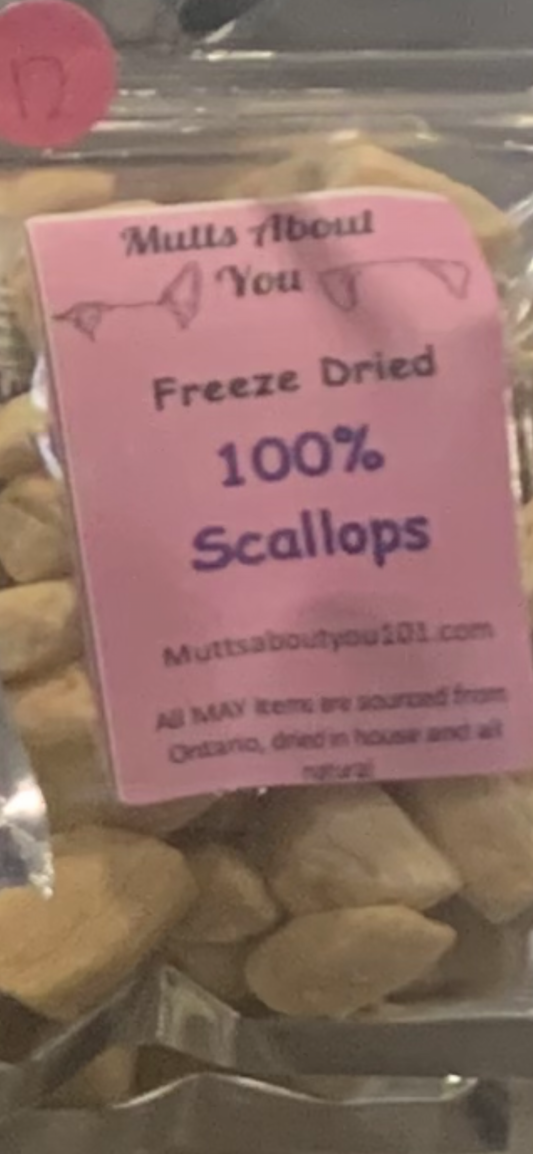 12
Mutts About
You
Freeze Dried
100%
Scallops
Muttsaboutyou101.com
All MAY items are sourced from
Ontario, dried in house and all
natural